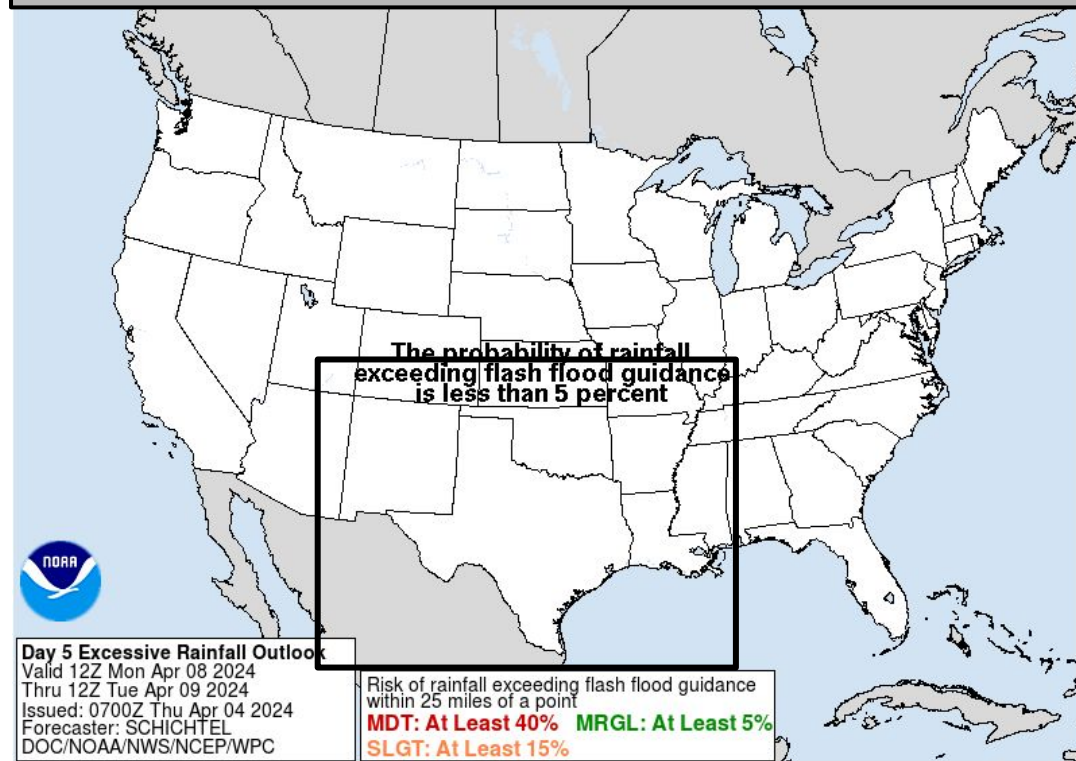 The probability of rainfall
exceeding flash flood guidance
is less than 5 percent
NOAA
Day 5 Excessive Rainfall Outlook
Valid 12Z Mon Apr 08 2024
Thru 12Z Tue Apr 09 2024
Issued: 0700Z Thu Apr 04 2024
Forecaster: SCHICHTEL
DOC/NOAA/NWS/NCEP/WPC
Risk of rainfall exceeding flash flood guidance
within 25 miles of a point
MDT: At Least 40% MRGL: At Least 5%
SLGT: At Least 15%